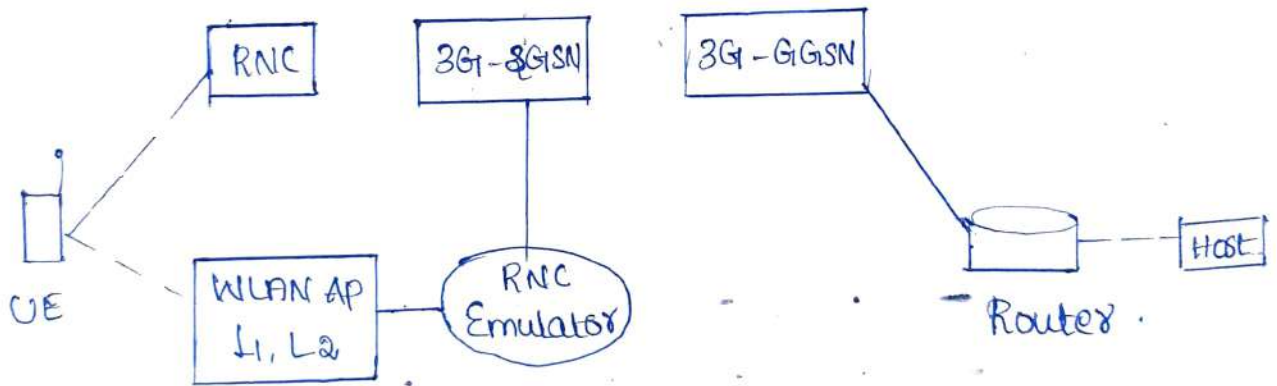 RNC
3G-SGSN
3G-GGSN
UE
WLAN AP
L1, L2
RNC
Emulator
Router.
Host